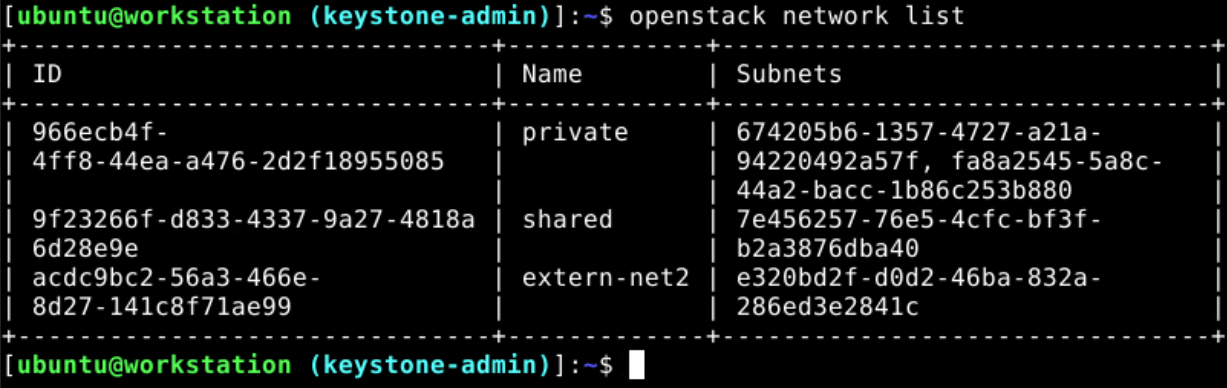 [ubuntu@workstation (keystone-admin)]:~$ openstack network list
+--------------------------------+-------------+---------------------------------+
| ID                             | Name        | Subnets                         |
+--------------------------------+-------------+---------------------------------+
| 966ecb4f-                      | private     | 674205b6-1357-4727-a21a-        |
| 4ff8-44ea-a476-2d2f18955085    |             | 94220492a57f, fa8a2545-5a8c-    |
|                                |             | 44a2-bacc-1b86c253b880          |
| 9f23266f-d833-4337-9a27-4818a  | shared      | 7e456257-76e5-4cfc-bf3f-        |
| 6d28e9e                        |             | b2a3876dba40                    |
| acdc9bc2-56a3-466e-            | extern-net2 | e320bd2f-d0d2-46ba-832a-        |
| 8d27-141c8f71ae99              |             | 286ed3e2841c                    |
+--------------------------------+-------------+---------------------------------+
[ubuntu@workstation (keystone-admin)]:~$